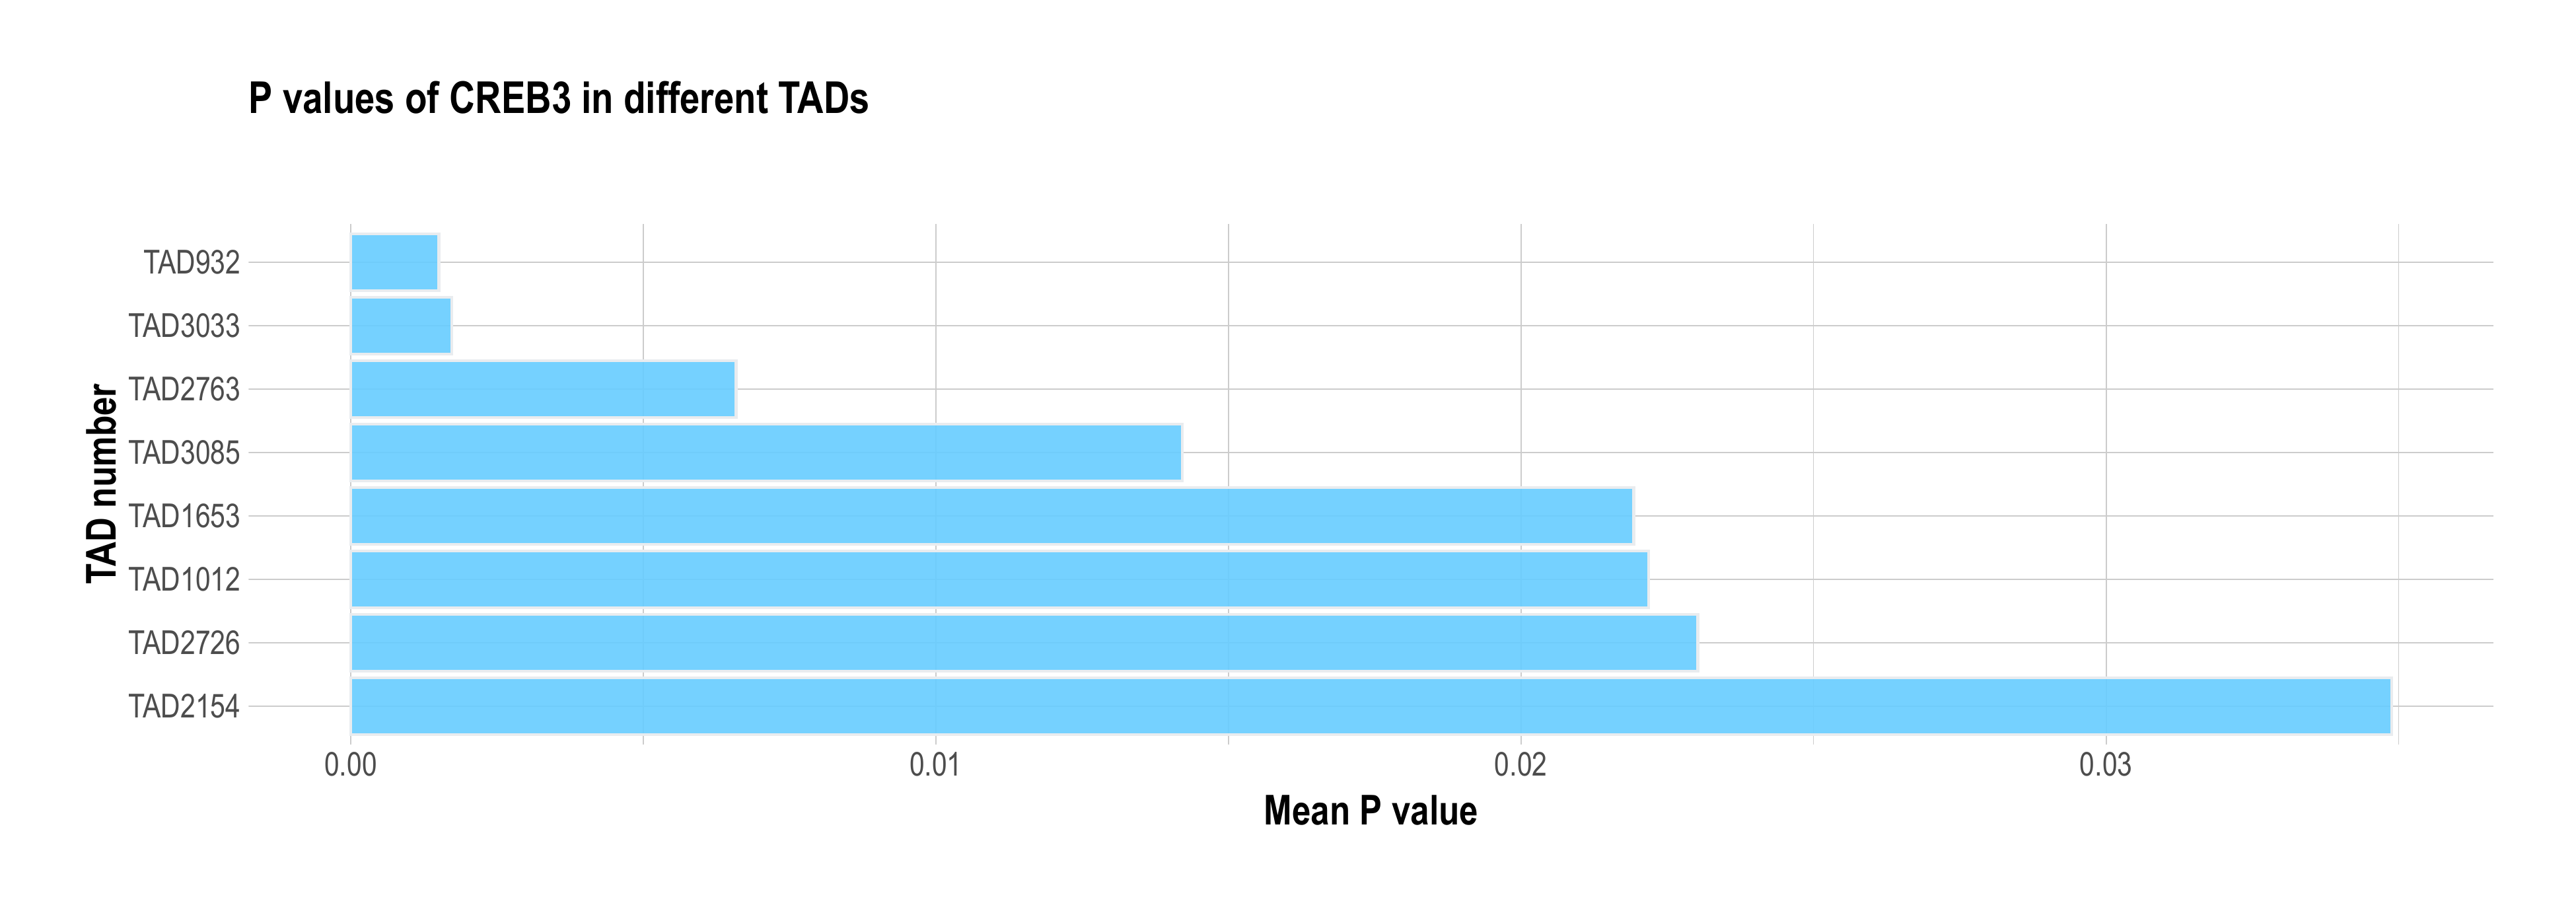 P values of CREB3 in different TADs
TAD number
TAD932
TAD3033
TAD2763
TAD3085
TAD1653
TAD1012
TAD2726
TAD2154
0.00 0.01 0.02 0.03
Mean P value